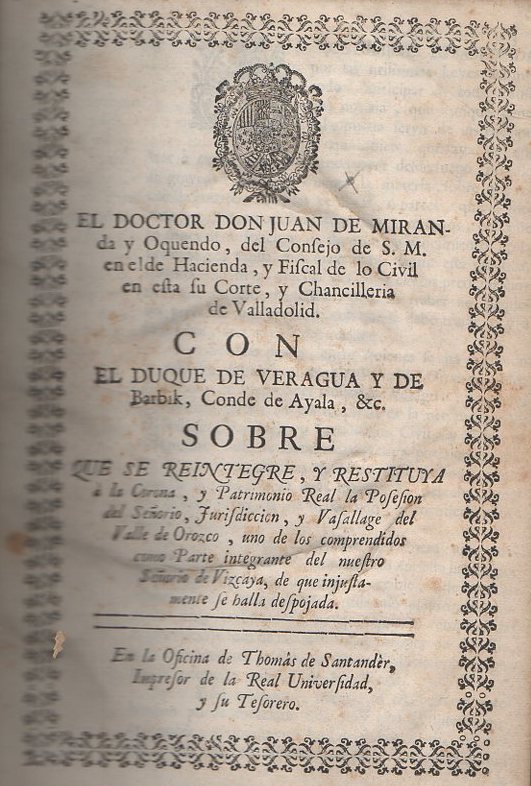 EL DOCTOR DON JUAN DE MIRAN-
da y Oquendo, del Conſejo de S. M.
en el de Hacienda, y Fiſcal de lo Civil
en eſta ſu Corte, y Chancilleria
de Valladolid.
CON
EL DUQUE DE VERAGUA Y DE
Barbik, Conde de Ayala, &c.
SOBRE
QUE SE REINTEGRE, Y RESTITUYA
à la Corona, y Patrimonio Real la Poſeſion
del Señorio, Juriſdiccion, y Vaſallage del
Valle de Orozco, uno de los comprendidos
como Parte integrante del nueſtro
Señorio de Vizcaya, de que injuſta-
mente ſe halla deſpojada.
En la Oficina de Thomàs de Santandèr,
Impreſor de la Real Univerſidad,
y ſu Teſorero.